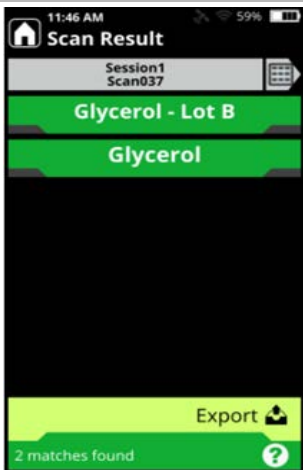 11:46 AM 59%
Scan Result
Session1
Scan037
Glycerol - Lot B
Glycerol
Export
2 matches found ?